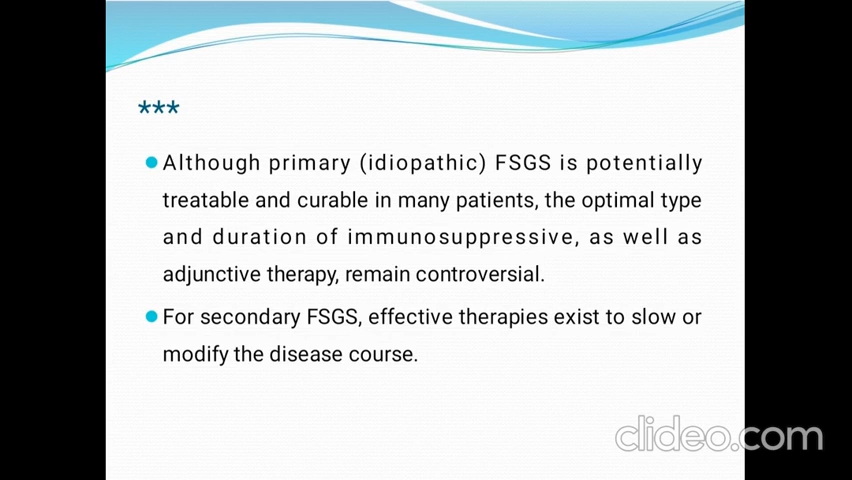 ***
Although primary (idiopathic) FSGS is potentially
treatable and curable in many patients, the optimal type
and duration of immunosuppressive, as well as
adjunctive therapy, remain controversial.
For secondary FSGS, effective therapies exist to slow or
modify the disease course.
clideo.com